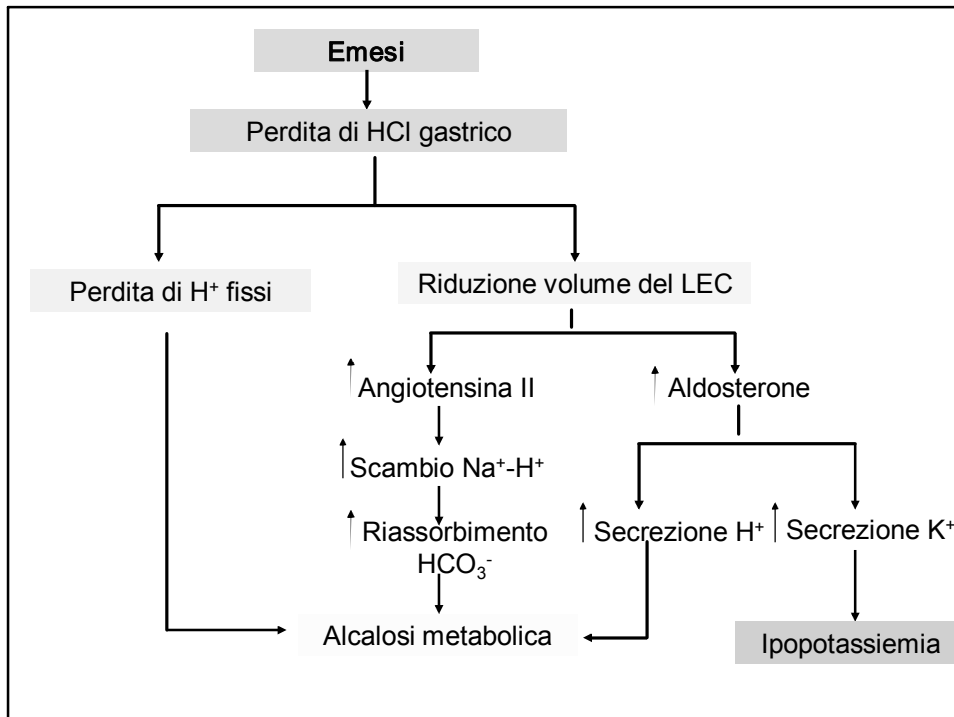 Emesi
Perdita di HCl gastrico
Perdita di H⁺ fissi
Riduzione volume del LEC
Angiotensina II
Aldosterone
Scambio Na⁺-H⁺
Riassorbimento
HCO₃⁻
Secrezione H⁺
Secrezione K⁺
Alcalosi metabolica
Ipopotassiemia